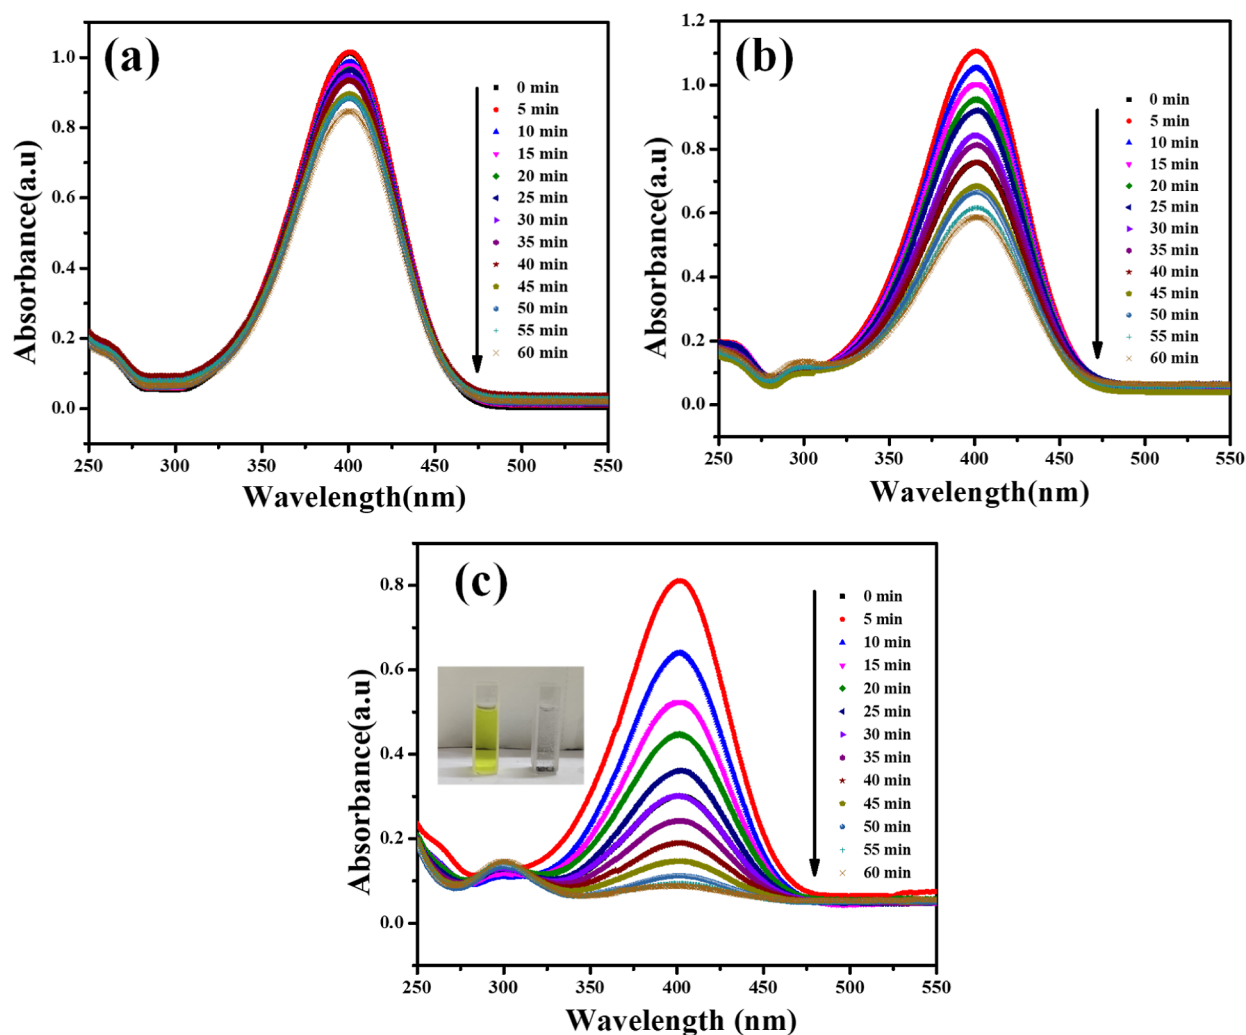 (a)
Absorbance(a.u)
1.0
0.8
0.6
0.4
0.2
0.0
250 300 350 400 450 500 550
Wavelength(nm)
0 min
5 min
10 min
15 min
20 min
25 min
30 min
35 min
40 min
45 min
50 min
55 min
60 min
(b)
Absorbance(a.u)
1.2
1.0
0.8
0.6
0.4
0.2
0.0
250 300 350 400 450 500 550
Wavelength(nm)
0 min
5 min
10 min
15 min
20 min
25 min
30 min
35 min
40 min
45 min
50 min
55 min
60 min
(c)
Absorbance(a.u)
0.8
0.6
0.4
0.2
0.0
250 300 350 400 450 500 550
Wavelength (nm)
0 min
5 min
10 min
15 min
20 min
25 min
30 min
35 min
40 min
45 min
50 min
55 min
60 min